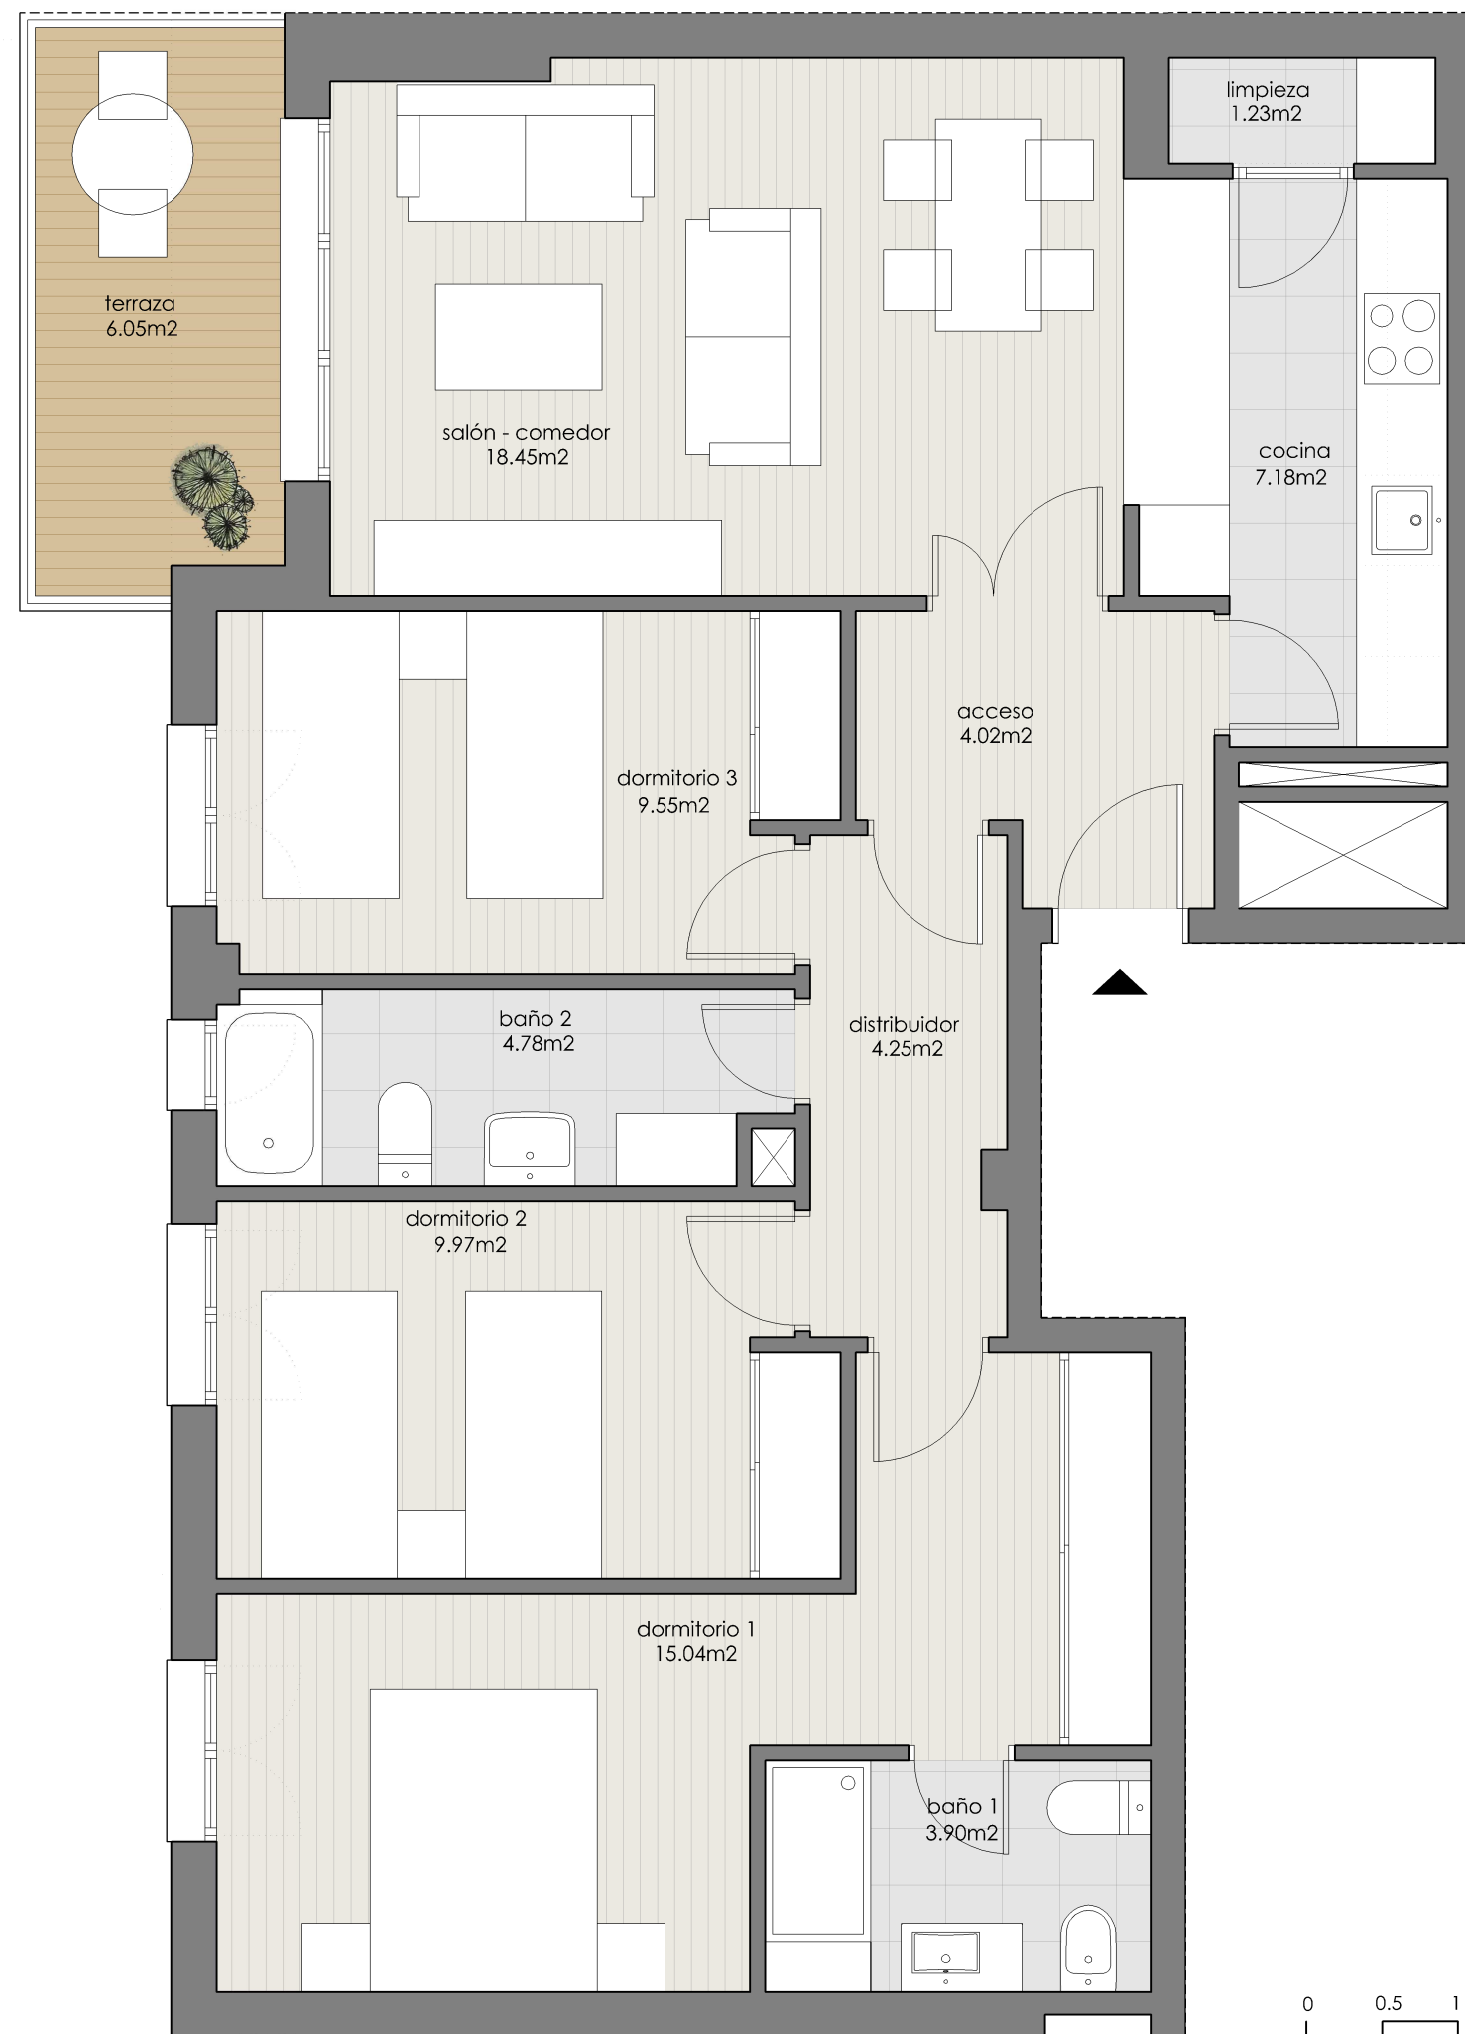 limpieza
1.23m2
terraza
6.05m2
salón - comedor
18.45m2
cocina
7.18m2
acceso
4.02m2
dormitorio 3
9.55m2
baño 2
4.78m2
distribuidor
4.25m2
dormitorio 2
9.97m2
dormitorio 1
15.04m2
baño 1
3.90m2
0 0.5 1